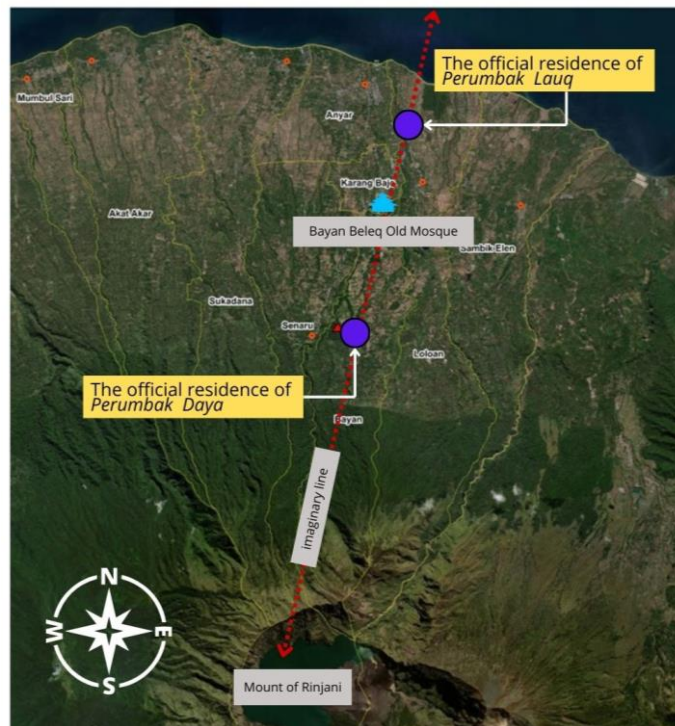 The official residence of
Perumbak Lauq
Mumbul Sari
Anyar
Karang Bajo
Akat Akar
Bayan Beleq Old Mosque
Sambik Elen
Sukadana
Senaru
Loloan
The official residence of
Perumbak Daya
Bayan
imaginary line
N
W
E
S
Mount of Rinjani